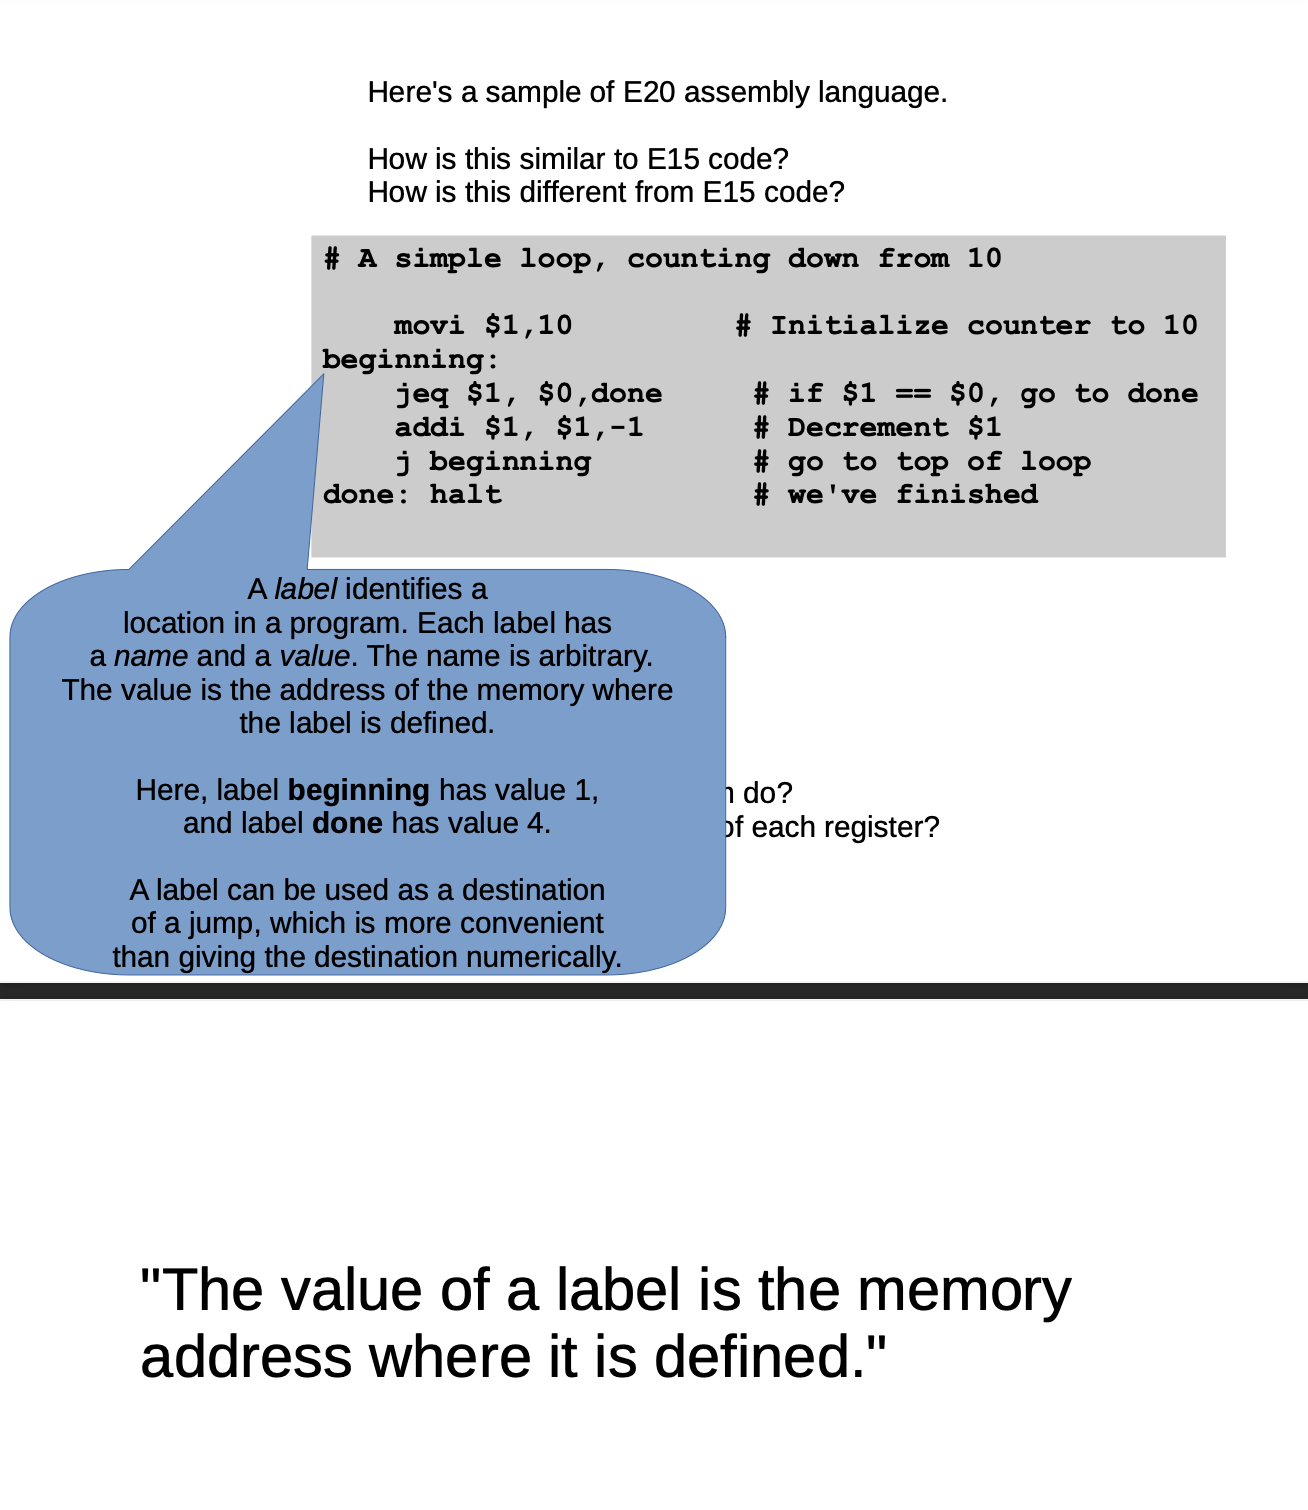 Here's a sample of E20 assembly language.
How is this similar to E15 code?
How is this different from E15 code?
# A simple loop, counting down from 10
movi $1,10 # Initialize counter to 10
beginning:
jeq $1, $0,done # if $1 == $0, go to done
addi $1, $1,-1 # Decrement $1
j beginning # go to top of loop
done: halt # we've finished
A label identifies a
location in a program. Each label has
a name and a value. The name is arbitrary.
The value is the address of the memory where
the label is defined.
Here, label beginning has value 1,
and label done has value 4.
A label can be used as a destination
of a jump, which is more convenient
than giving the destination numerically.
do?
of each register?
"The value of a label is the memory
address where it is defined."